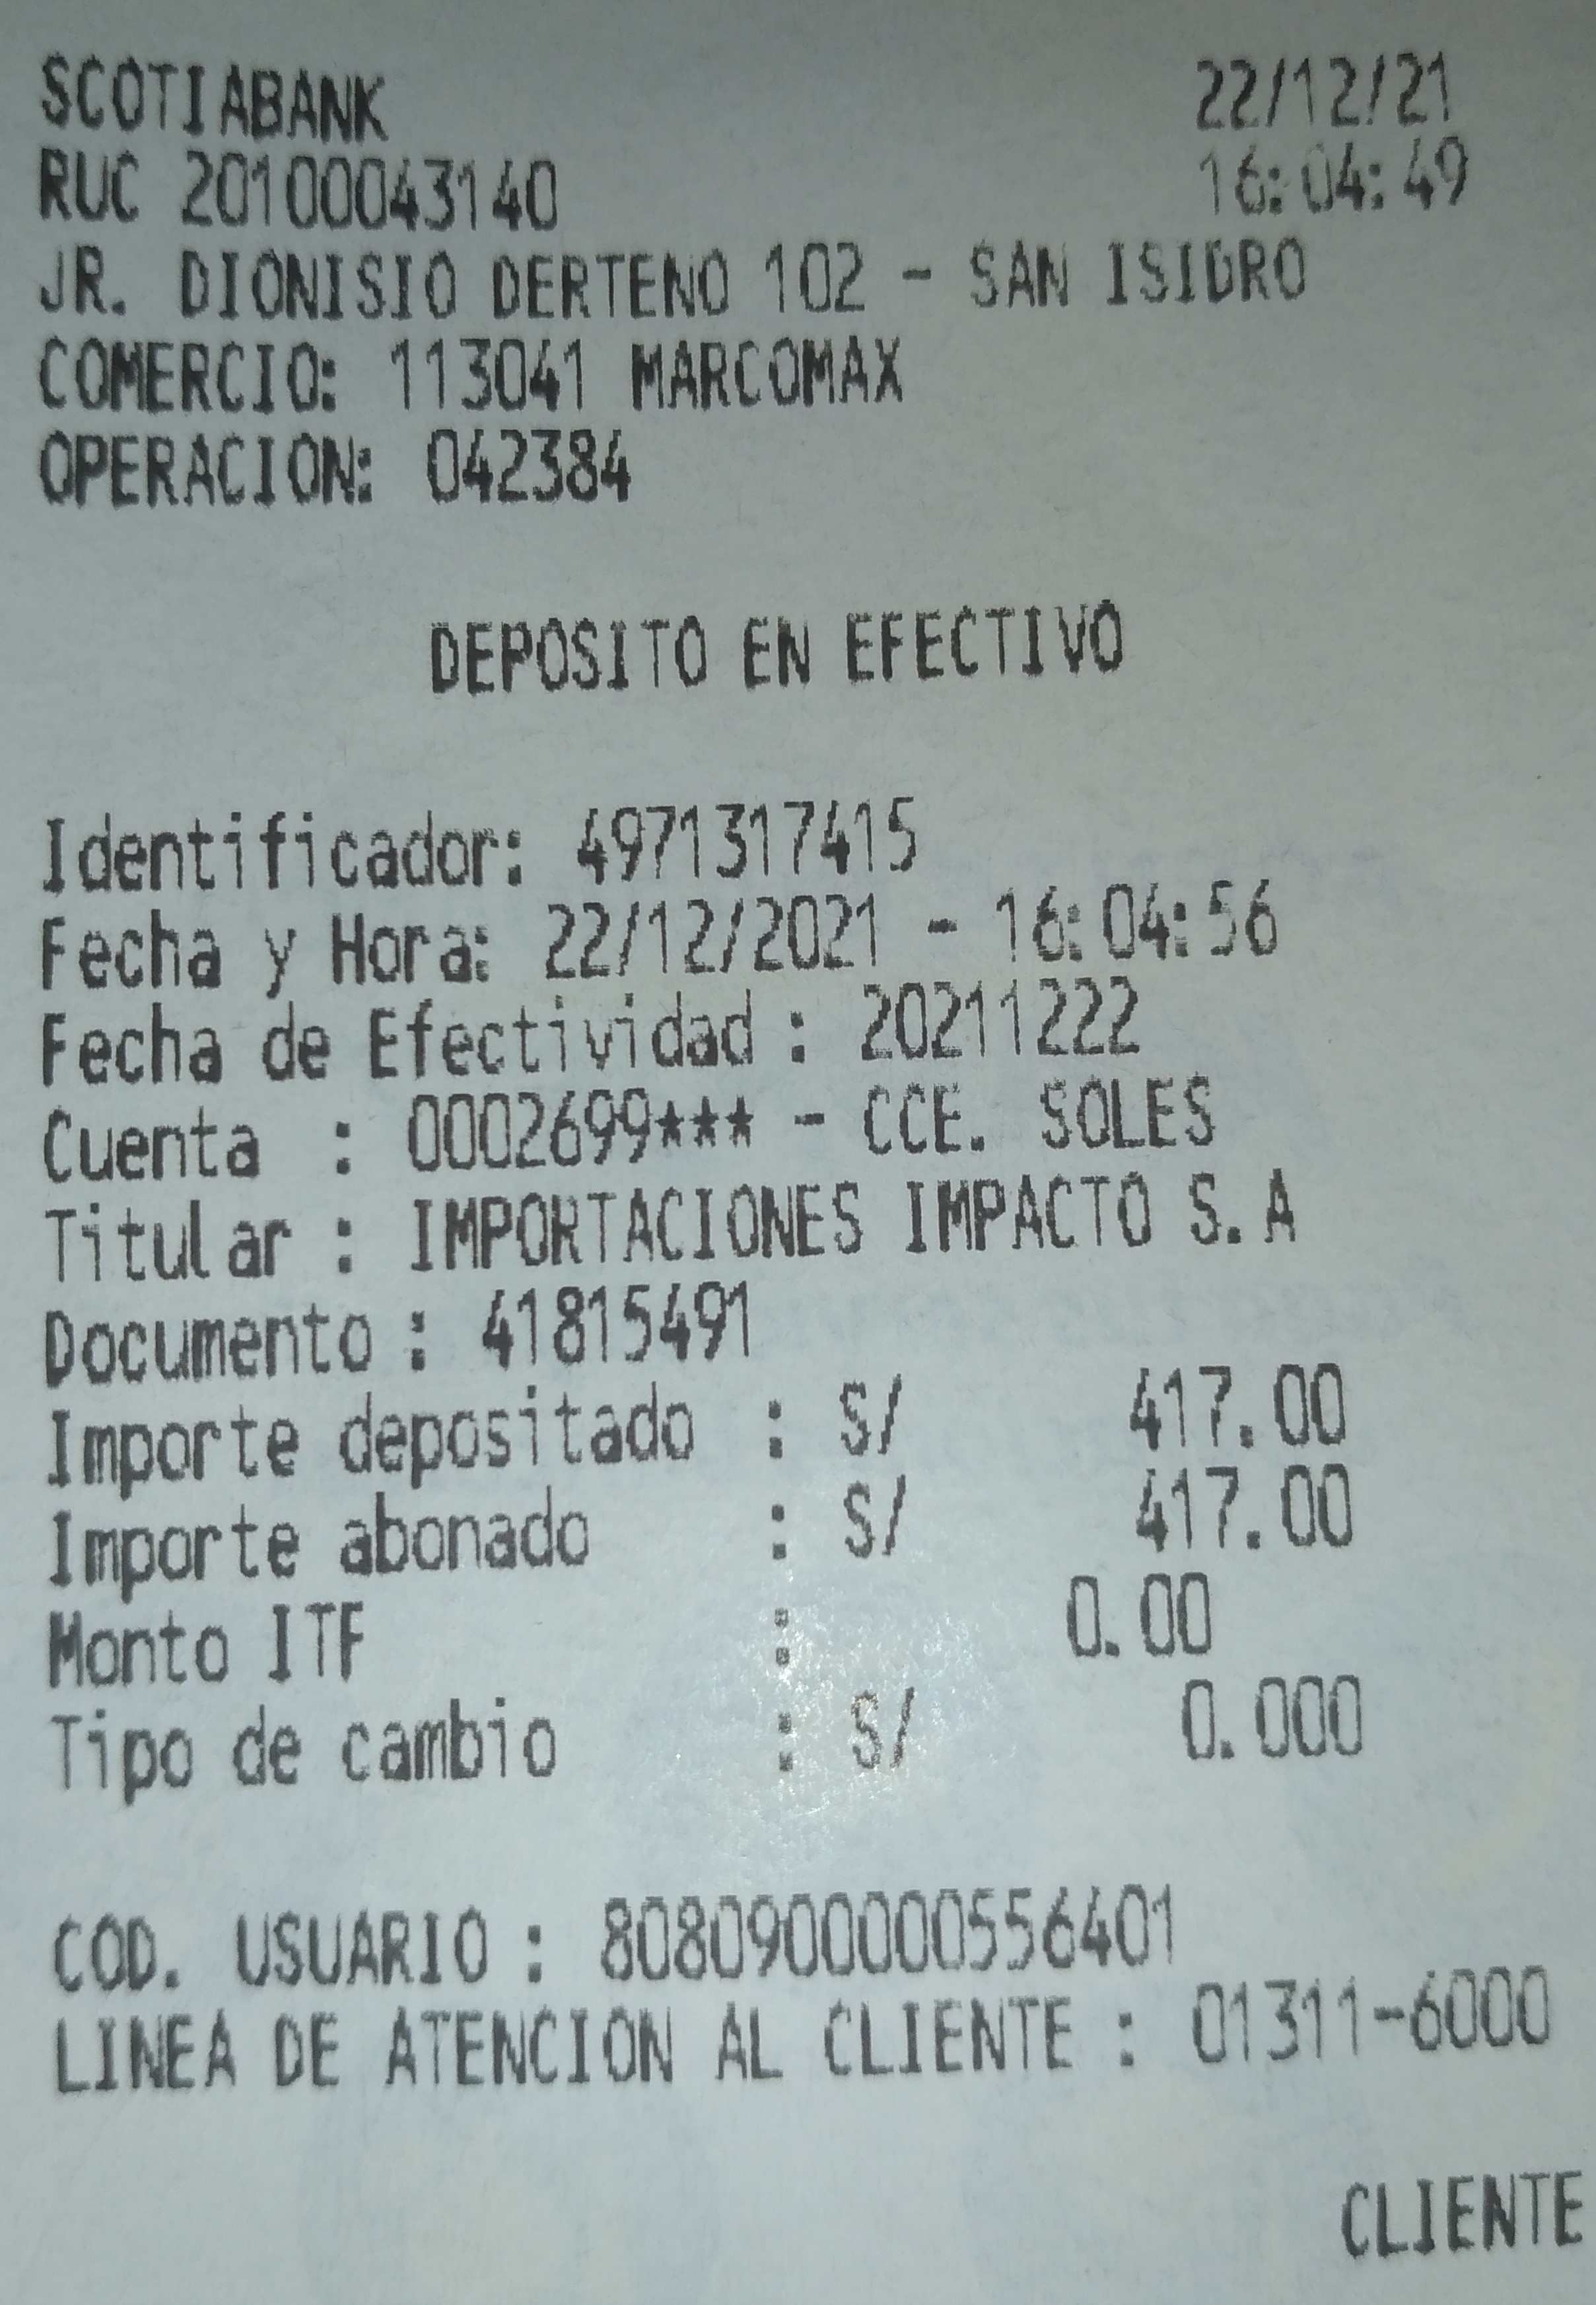 SCOTIABANK 22/12/21
RUC 20100043140 16:04:49
JR. DIONISIO DERTENO 102 - SAN ISIDRO
COMERCIO: 113041 MARCOMAX
OPERACION: 042384
DEPOSITO EN EFECTIVO
Identificador: 4971317415
Fecha y Hora: 22/12/2021 - 16:04:56
Fecha de Efectividad : 20211222
Cuenta : 0002699*** - CCE. SOLES
Titular : IMPORTACIONES IMPACTO S.A
Documento : 41815491
Importe depositado : S/ 417.00
Importe abonado : S/ 417.00
Monto ITF : 0.00
Tipo de cambio : S/ 0.000
COD. USUARIO : 8080900000556401
LINEA DE ATENCION AL CLIENTE : 01311-6000
CLIENTE